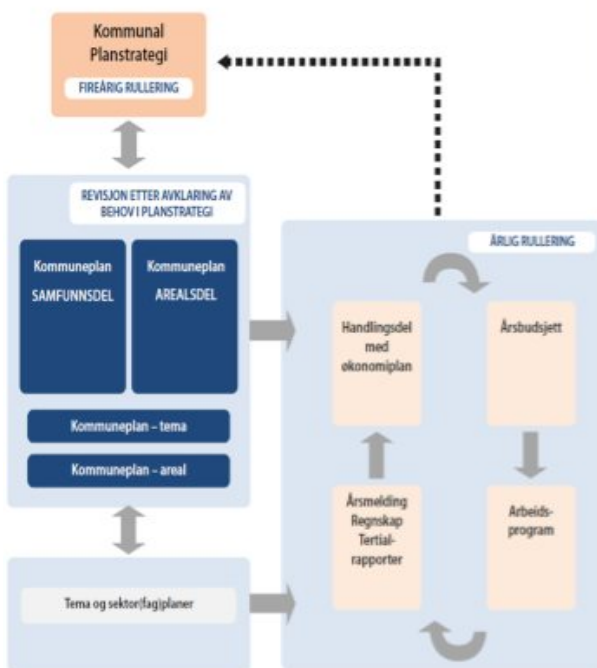 Kommunal
Planstrategi
FIREÅRIG RULLERING
REVISJON ETTER AVKLARING AV
BEHOV I PLANSTRATEGI
Kommuneplan
SAMFUNNSDEL
Kommuneplan
AREALSDEL
Kommuneplan – tema
Kommuneplan – areal
Tema og sektor(fag)planer
ÅRLIG RULLERING
Handlingsdel
med
økonomiplan
Årsbudsjett
Årsmelding
Regnskap
Tertial-
rapporter
Arbeids-
program